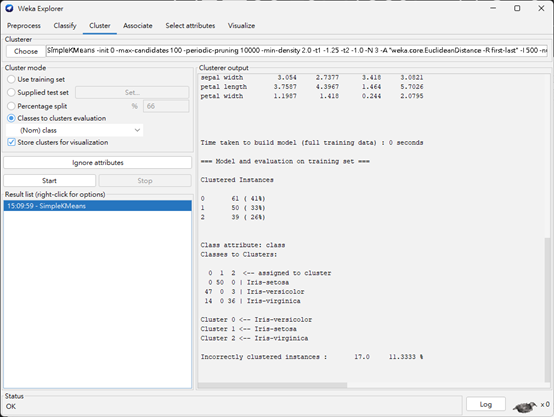 Weka Explorer
Preprocess Classify Cluster Associate Select attributes Visualize
Clusterer
Choose SimpleKMeans -init 0 -max-candidates 100 -periodic-pruning 10000 -min-density 2.0 -t1 -1.25 -t2 -1.0 -N 3 -A "weka.core.EuclideanDistance -R first-last" -I 500 -n
Cluster mode
Use training set
Supplied test set Set...
Percentage split % 66
Classes to clusters evaluation
(Nom) class
Store clusters for visualization
Ignore attributes
Start Stop
Result list (right-click for options)
15:09:59 - SimpleKMeans
Clusterer output
sepal width 3.054 2.7377 3.418 3.0821
petal length 3.7587 4.3967 1.464 5.7026
petal width 1.1987 1.418 0.244 2.0795
Time taken to build model (full training data) : 0 seconds
=== Model and evaluation on training set ===
Clustered Instances
0 61 ( 41%)
1 50 ( 33%)
2 39 ( 26%)
Class attribute: class
Classes to Clusters:
0 1 2 <-- assigned to cluster
0 50 0 | Iris-setosa
47 0 3 | Iris-versicolor
14 0 36 | Iris-virginica
Cluster 0 <-- Iris-versicolor
Cluster 1 <-- Iris-setosa
Cluster 2 <-- Iris-virginica
Incorrectly clustered instances : 17.0 11.3333 %
Status
OK
Log
x 0